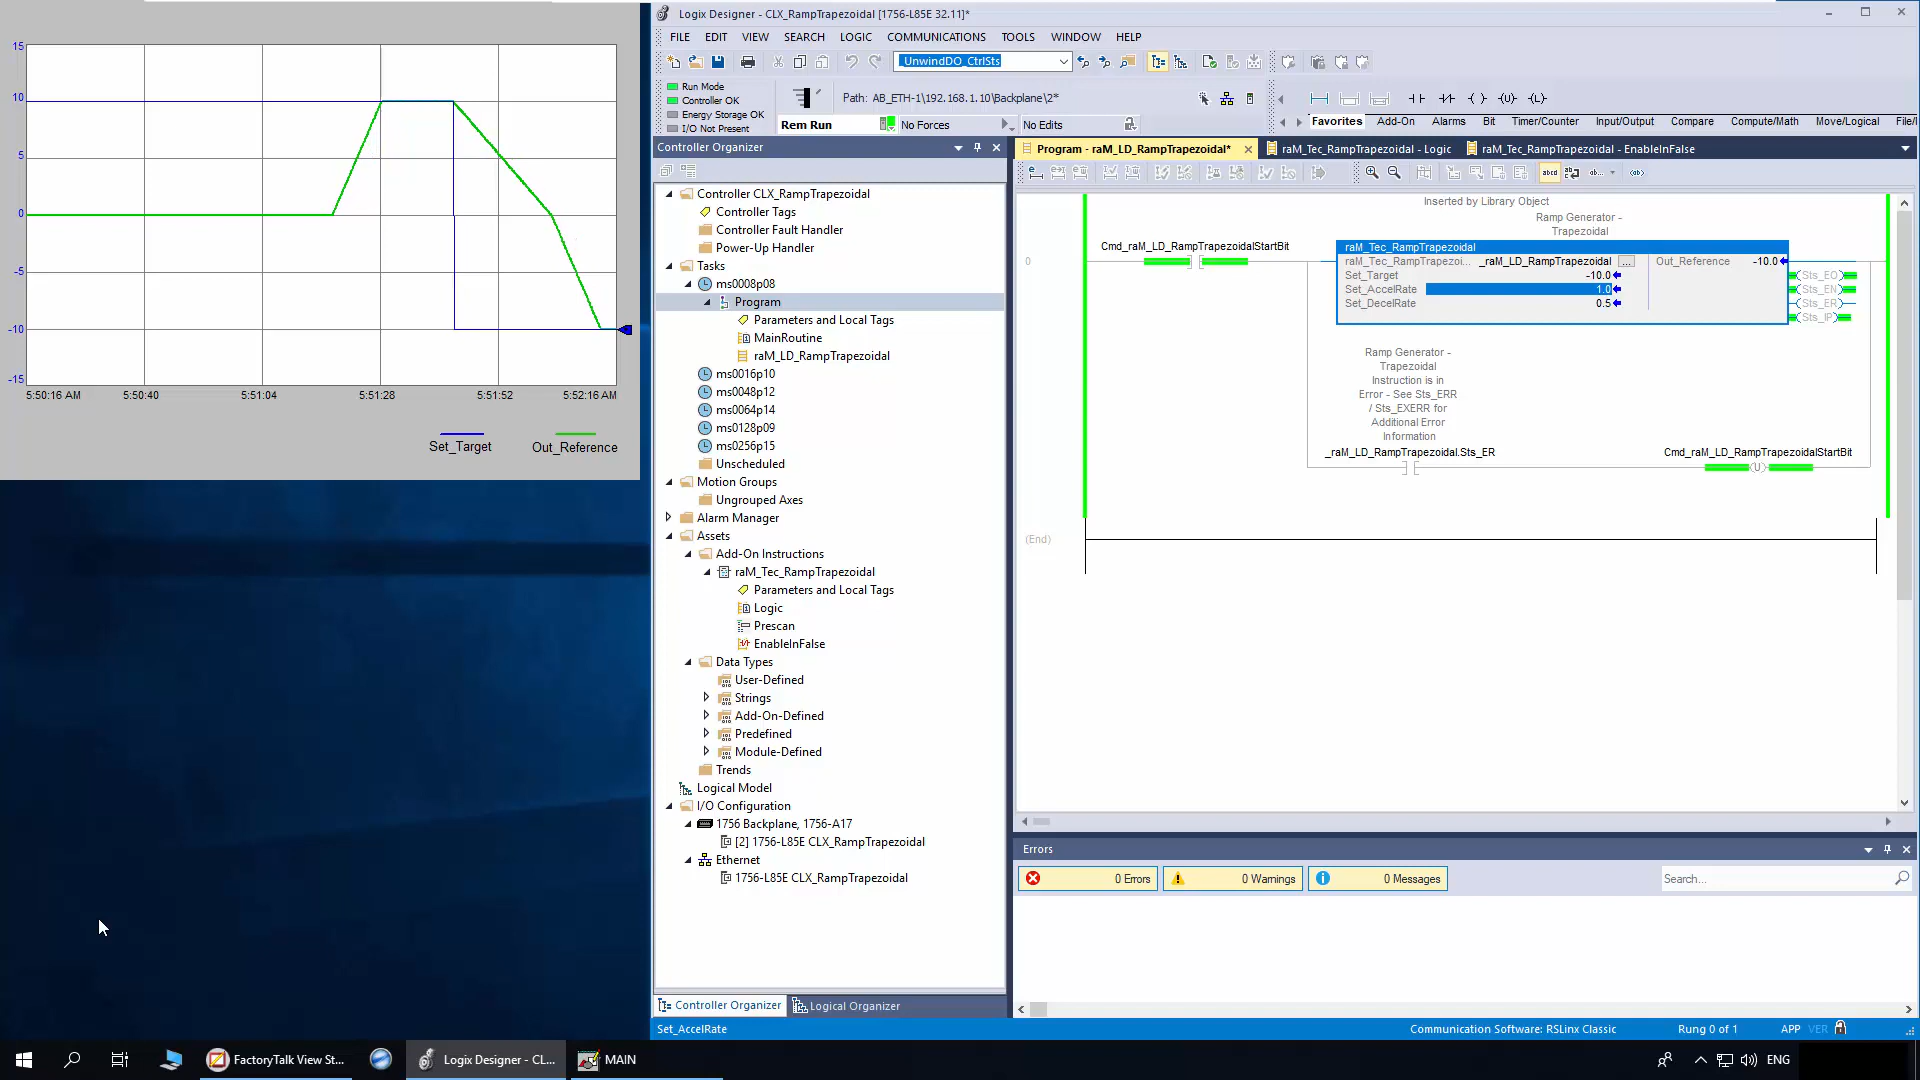 15
10
5
0
-5
-10
-15
5:50:16 AM 5:50:40 5:51:04 5:51:28 5:51:52 5:52:16 AM
Set_Target Out_Reference
Logix Designer - CLX_RampTrapezoidal [1756-L85E 32.11]*
FILE EDIT VIEW SEARCH LOGIC COMMUNICATIONS TOOLS WINDOW HELP
UnwindDO_CtrlSts
Run Mode
Controller OK
Energy Storage OK
I/O Not Present
Path: AB_ETH-1\192.168.1.10\Backplane\2*
Rem Run No Forces No Edits
Favorites Add-On Alarms Bit Timer/Counter Input/Output Compare Compute/Math Move/Logical File/
Controller Organizer
Controller CLX_RampTrapezoidal
Controller Tags
Controller Fault Handler
Power-Up Handler
Tasks
ms0008p08
Program
Parameters and Local Tags
MainRoutine
raM_LD_RampTrapezoidal
ms0016p10
ms0048p12
ms0064p14
ms0128p09
ms0256p15
Unscheduled
Motion Groups
Ungrouped Axes
Alarm Manager
Assets
Add-On Instructions
raM_Tec_RampTrapezoidal
Parameters and Local Tags
Logic
Prescan
EnableInFalse
Data Types
User-Defined
Strings
Add-On-Defined
Predefined
Module-Defined
Trends
Logical Model
I/O Configuration
1756 Backplane, 1756-A17
[2] 1756-L85E CLX_RampTrapezoidal
Ethernet
1756-L85E CLX_RampTrapezoidal
Controller Organizer Logical Organizer
Program - raM_LD_RampTrapezoidal* raM_Tec_RampTrapezoidal - Logic raM_Tec_RampTrapezoidal - EnableInFalse
Inserted by Library Object
Ramp Generator -
Trapezoidal
Cmd_raM_LD_RampTrapezoidalStartBit
0
raM_Tec_RampTrapezoidal
raM_Tec_RampTrapezoi... _raM_LD_RampTrapezoidal ... Out_Reference -10.0
Set_Target -10.0
Set_AccelRate 1.0
Set_DecelRate 0.5
Sts_EO
Sts_EN
Sts_ER
Sts_IP
Ramp Generator -
Trapezoidal
Instruction is in
Error - See Sts_ERR
/ Sts_EXERR for
Additional Error
Information
_raM_LD_RampTrapezoidal.Sts_ER
Cmd_raM_LD_RampTrapezoidalStartBit
U
(End)
Errors
0 Errors 0 Warnings 0 Messages Search...
Set_AccelRate Communication Software: RSLinx Classic Rung 0 of 1 APP VER
FactoryTalk View St... Logix Designer - CL... MAIN ENG